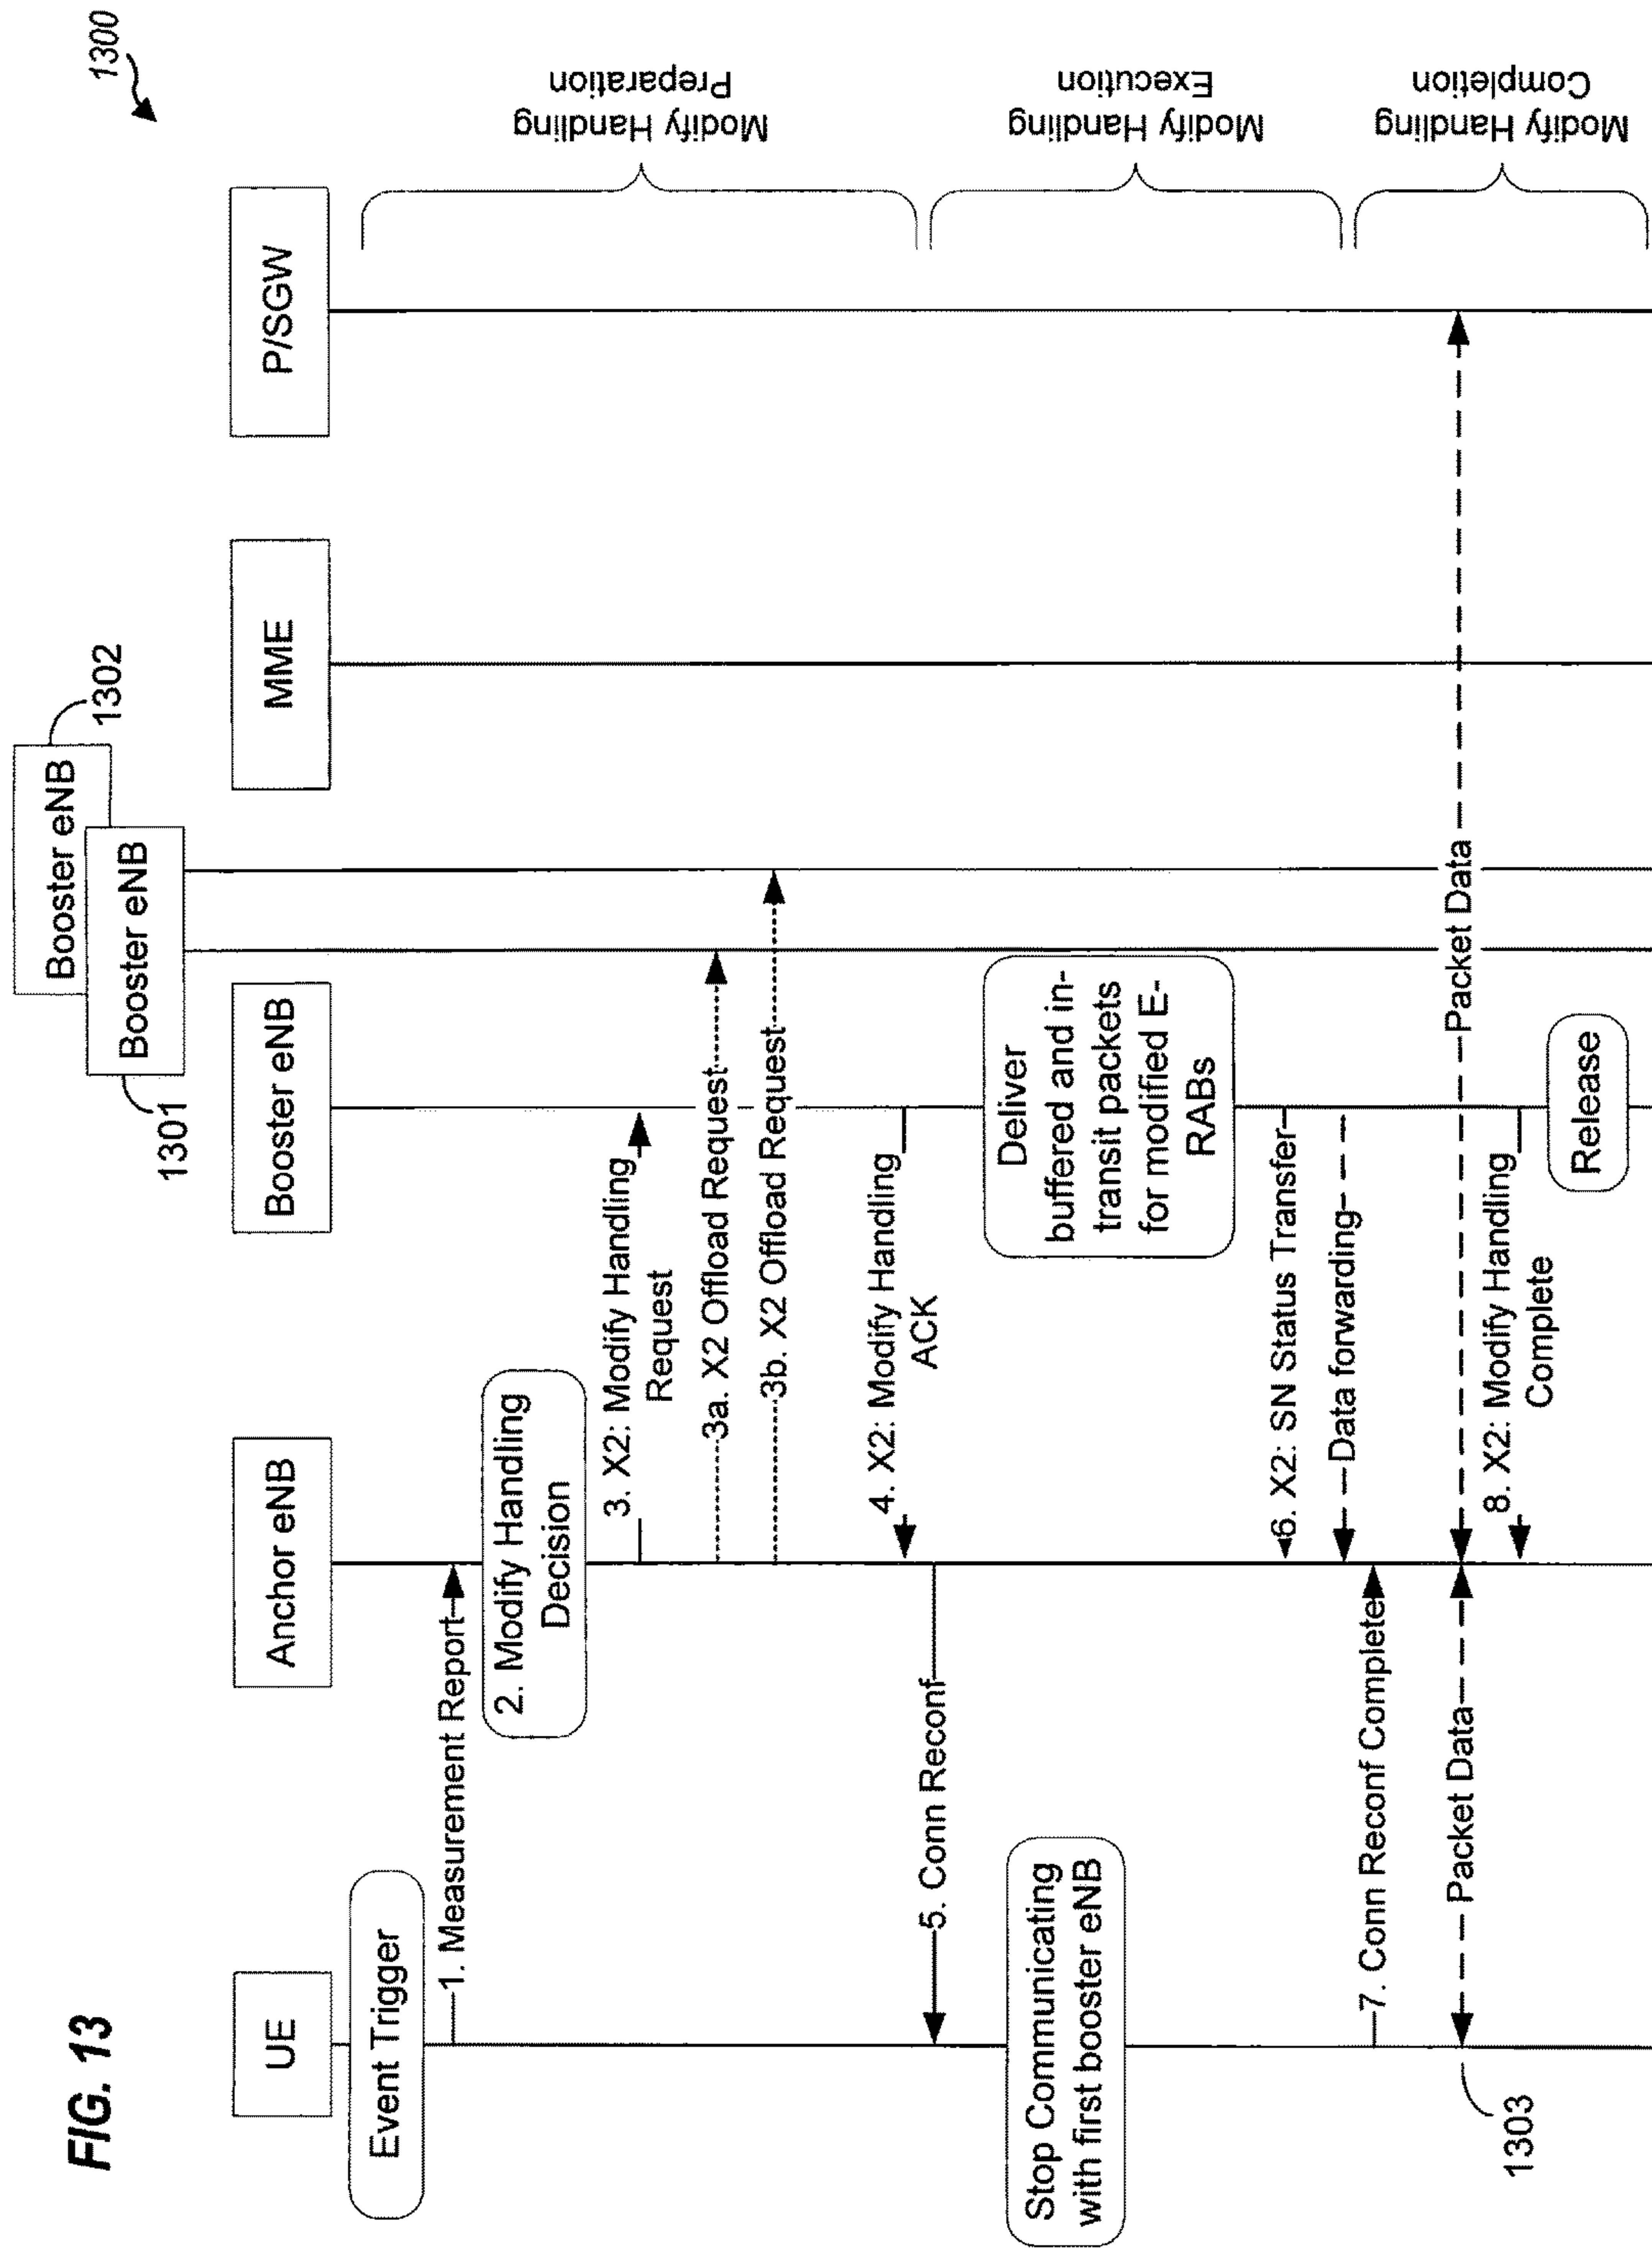 FIG. 13
1300
Booster eNB
1302
Booster eNB
1301
UE
Anchor eNB
Booster eNB
MME
P/SGW
Event Trigger
1. Measurement Report
2. Modify Handling
Decision
3. X2: Modify Handling
Request
3a. X2 Offload Request
3b. X2 Offload Request
4. X2: Modify Handling
ACK
Modify Handling
Preparation
5. Conn Reconf
Stop Communicating
with first booster eNB
Deliver
buffered and in-
transit packets
for modified E-
RABs
6. X2: SN Status Transfer
Data forwarding
Modify Handling
Execution
7. Conn Reconf Complete
Packet Data
Packet Data
1303
8. X2: Modify Handling
Complete
Release
Modify Handling
Completion